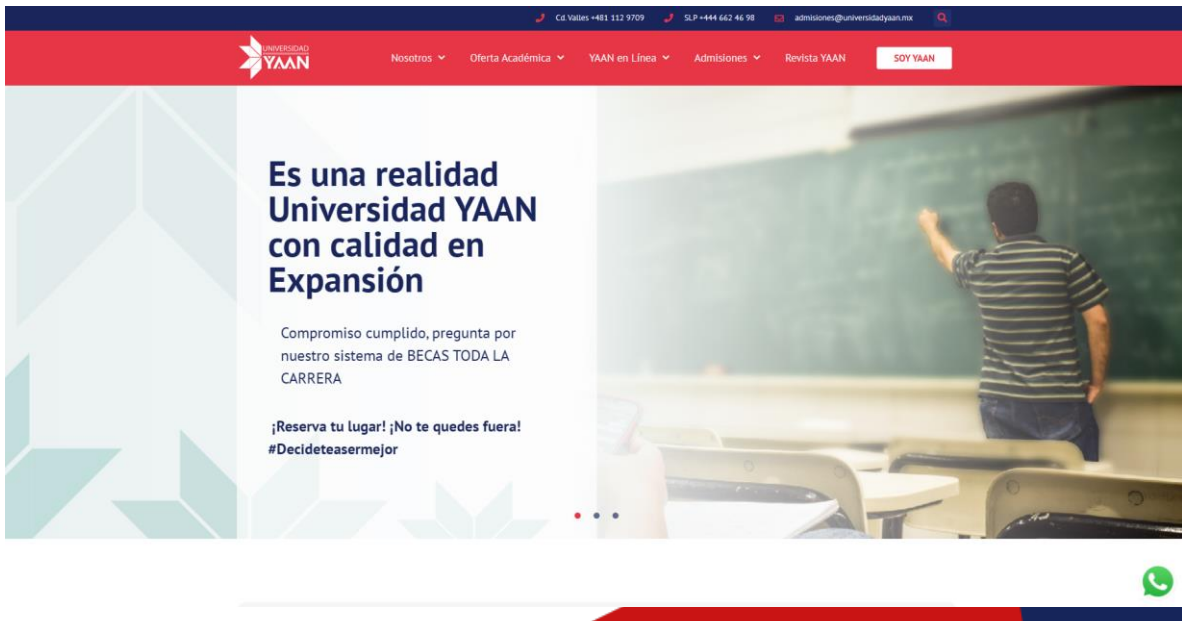 Cd.Valles +481 112 9709 SLP +444 662 46 98 admisiones@universidadyaan.mx
UNIVERSIDAD
YAAN
Nosotros Oferta Académica YAAN en Línea Admisiones Revista YAAN SOY YAAN
Es una realidad
Universidad YAAN
con calidad en
Expansión
Compromiso cumplido, pregunta por
nuestro sistema de BECAS TODA LA
CARRERA
¡Reserva tu lugar! ¡No te quedes fuera!
#Decideteasermejor